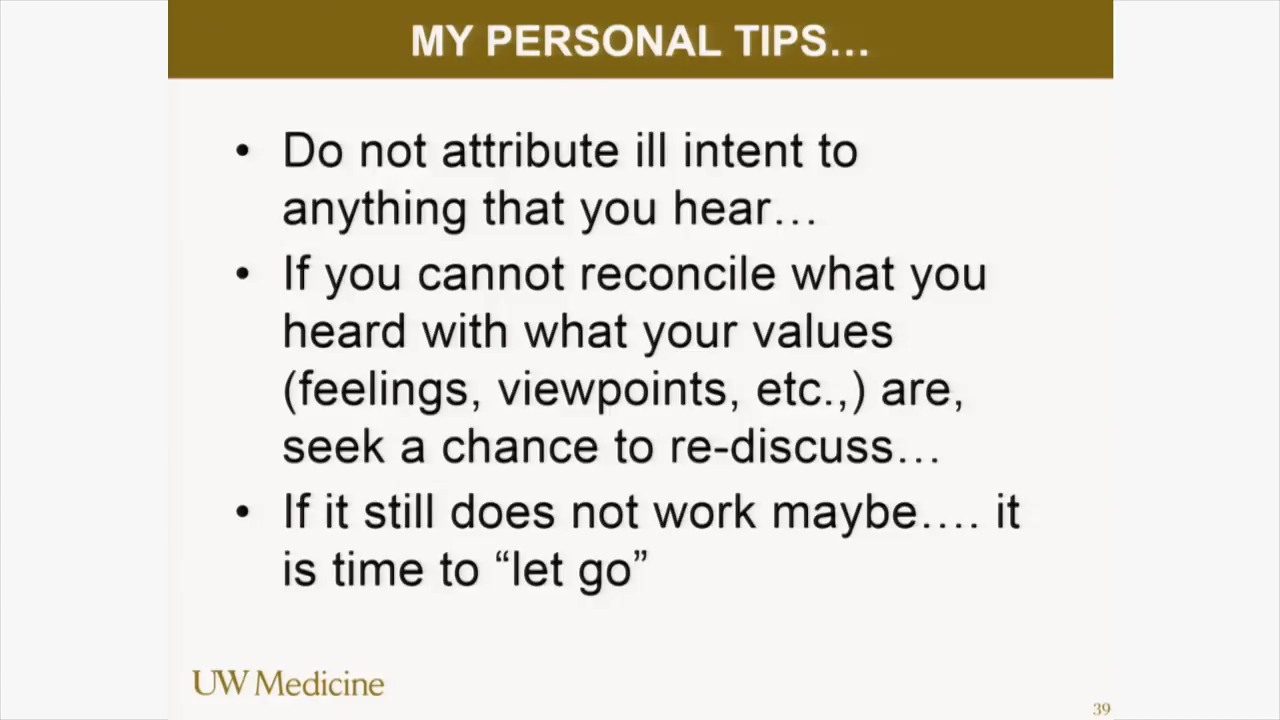 MY PERSONAL TIPS…
• Do not attribute ill intent to
anything that you hear…
• If you cannot reconcile what you
heard with what your values
(feelings, viewpoints, etc.,) are,
seek a chance to re-discuss…
• If it still does not work maybe…. it
is time to “let go”
UW Medicine
39